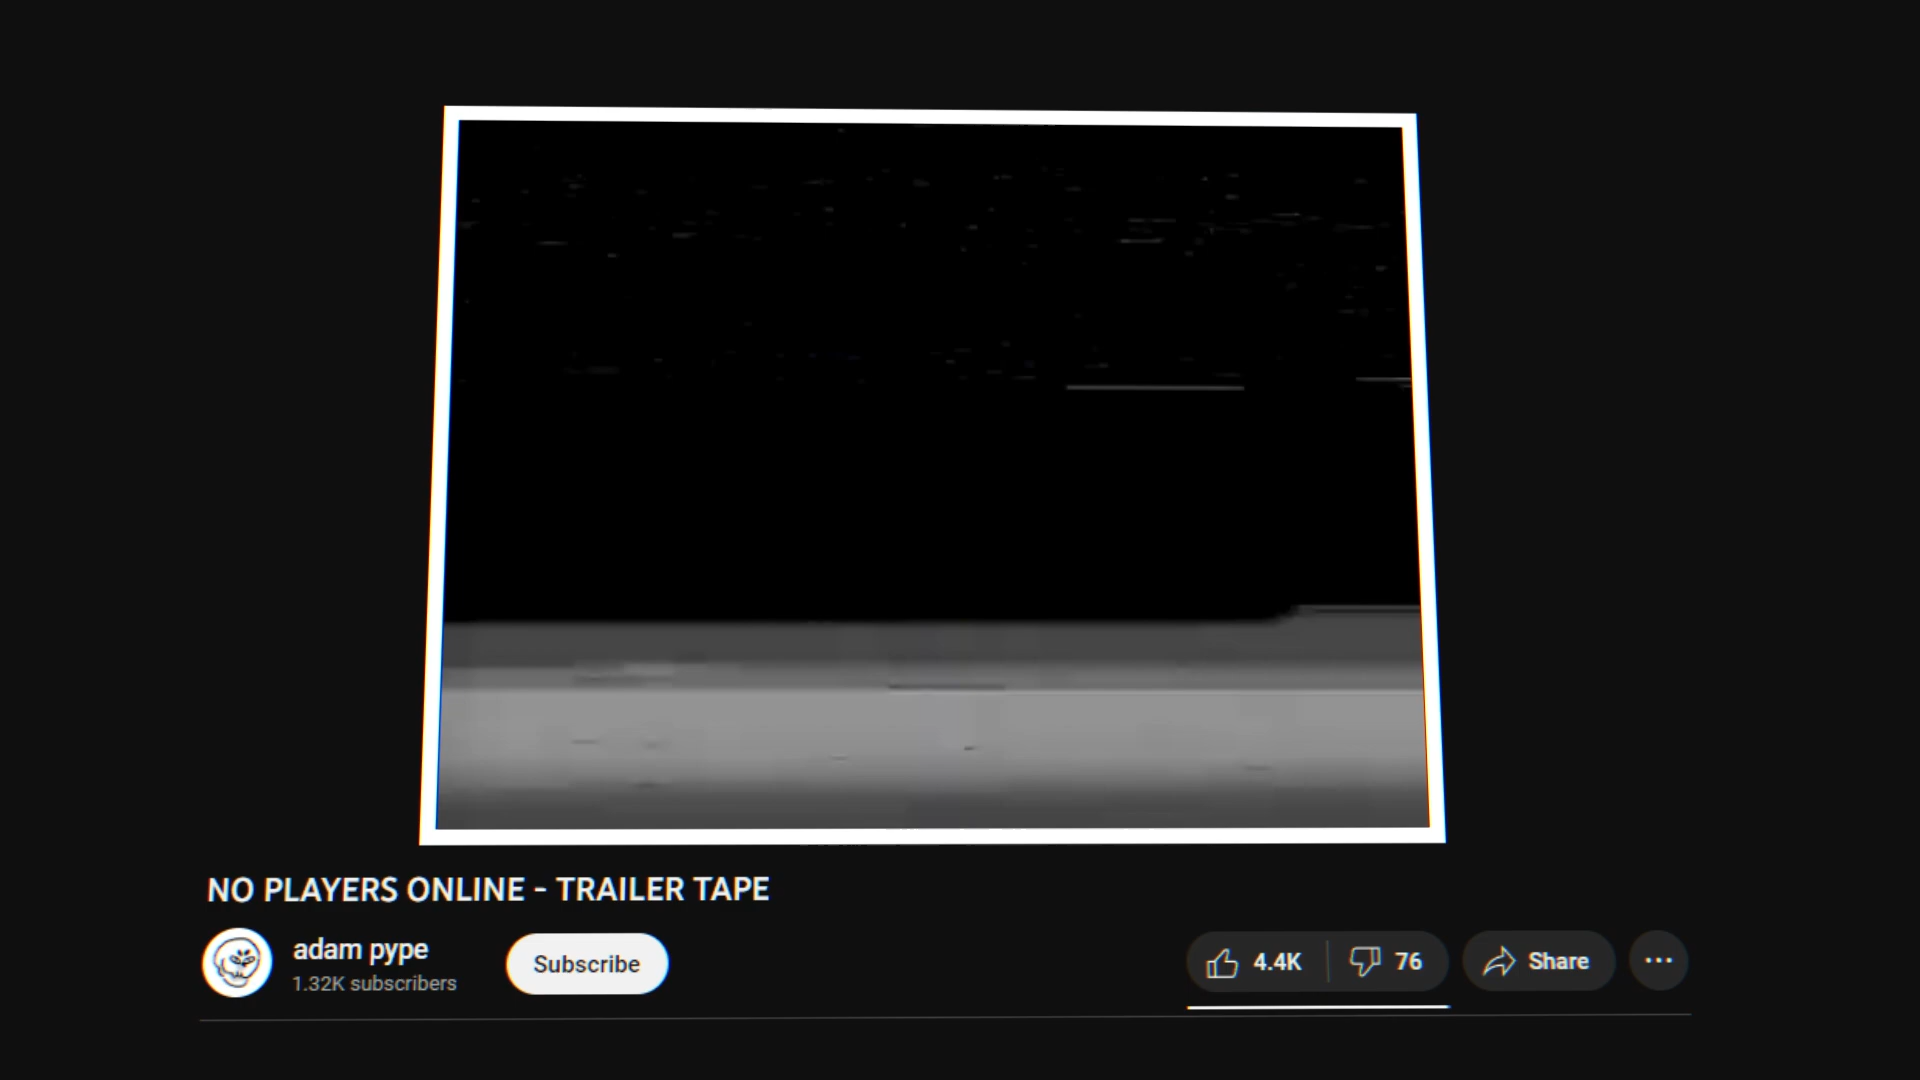 NO PLAYERS ONLINE - TRAILER TAPE
adam pype
1.32K subscribers
Subscribe
4.4K
76
Share